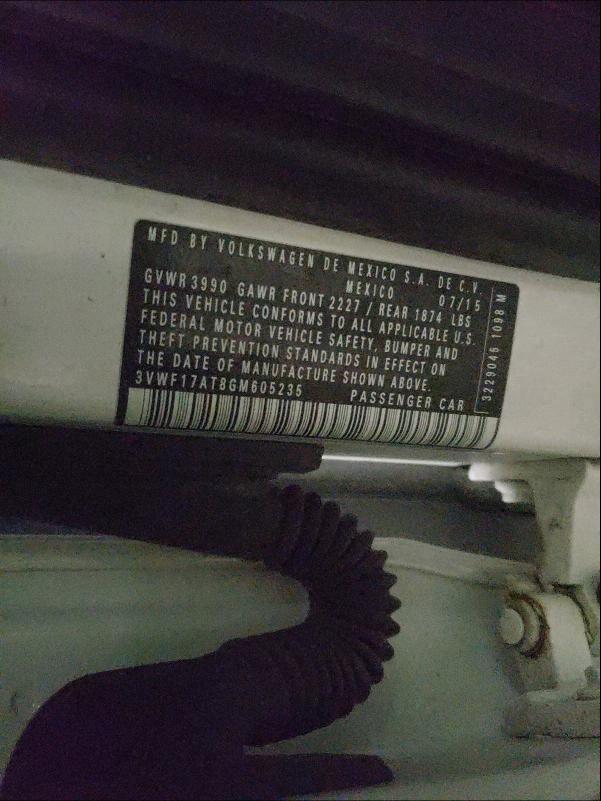 MFD BY VOLKSWAGEN DE MEXICO S.A. DE C.V.
MEXICO 07/15
GVWR 3990 GAWR FRONT 2227 / REAR 1874 LBS
THIS VEHICLE CONFORMS TO ALL APPLICABLE U.S.
FEDERAL MOTOR VEHICLE SAFETY, BUMPER AND
THEFT PREVENTION STANDARDS IN EFFECT ON
THE DATE OF MANUFACTURE SHOWN ABOVE.
3VWF17AT8GM605235 PASSENGER CAR
3229046 1098 M